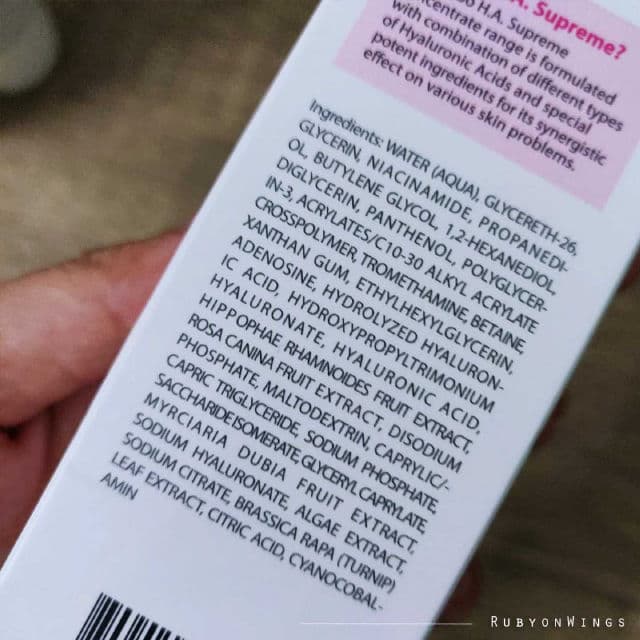 Supreme?
H.A. Supreme
range is formulated
with combination of different types
of Hyaluronic Acids and special
potent ingredients for its synergistic
effect on various skin problems.
Ingredients: WATER (AQUA), GLYCERETH-26,
GLYCERIN, NIACINAMIDE, PROPANEDI-
OL, BUTYLENE GLYCOL, 1,2-HEXANEDIOL,
DIGLYCERIN, PANTHENOL, POLYGLYCER-
IN-3, ACRYLATES/C10-30 ALKYL ACRYLATE
CROSSPOLYMER, TROMETHAMINE, BETAINE,
XANTHAN GUM, ETHYLHEXYLGLYCERIN,
ADENOSINE, HYDROLYZED HYALURON-
IC ACID, HYDROXYPROPYLTRIMONIUM
HYALURONATE, HYALURONIC ACID,
HIPPOPHAE RHAMNOIDES FRUIT EXTRACT,
ROSA CANINA FRUIT EXTRACT, DISODIUM
PHOSPHATE, MALTODEXTRIN, CAPRYLIC/-
CAPRIC TRIGLYCERIDE, SODIUM PHOSPHATE,
SACCHARIDE ISOMERATE, GLYCERYL CAPRYLATE,
MYRCIARIA DUBIA FRUIT EXTRACT,
SODIUM HYALURONATE, ALGAE EXTRACT,
SODIUM CITRATE, BRASSICA RAPA (TURNIP)
LEAF EXTRACT, CITRIC ACID, CYANOCOBAL-
AMIN
RUBYONWINGS